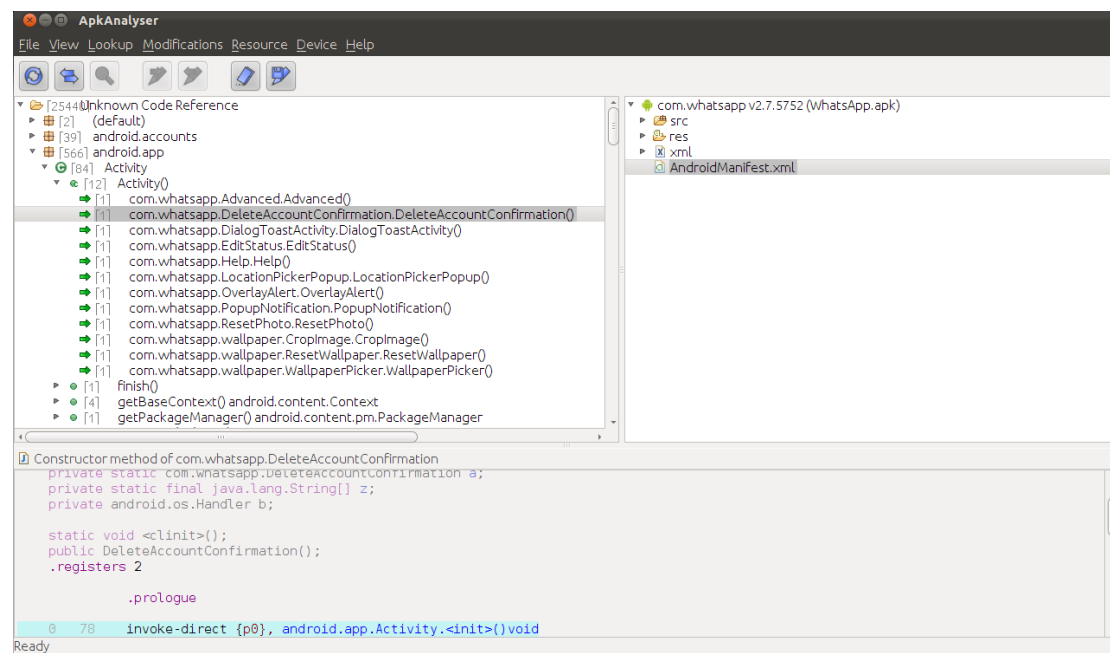 ApkAnalyser
File View Lookup Modifications Resource Device Help
[2544 Unknown Code Reference
[2] (default)
[39] android.accounts
[566] android.app
[84] Activity
[12] Activity()
[1] com.whatsapp.Advanced.Advanced()
[1] com.whatsapp.DeleteAccountConfirmation.DeleteAccountConfirmation()
[1] com.whatsapp.DialogToastActivity.DialogToastActivity()
[1] com.whatsapp.EditStatus.EditStatus()
[1] com.whatsapp.Help.Help()
[1] com.whatsapp.LocationPickerPopup.LocationPickerPopup()
[1] com.whatsapp.OverlayAlert.OverlayAlert()
[1] com.whatsapp.PopupNotification.PopupNotification()
[1] com.whatsapp.ResetPhoto.ResetPhoto()
[1] com.whatsapp.wallpaper.CropImage.CropImage()
[1] com.whatsapp.wallpaper.ResetWallpaper.ResetWallpaper()
[1] com.whatsapp.wallpaper.WallpaperPicker.WallpaperPicker()
[1] finish()
[4] getBaseContext() android.content.Context
[1] getPackageManager() android.content.pm.PackageManager
com.whatsapp v2.7.5752 (WhatsApp.apk)
src
res
xml
AndroidManifest.xml
Constructor method of com.whatsapp.DeleteAccountConfirmation
private static com.whatsapp.DeleteAccountConfirmation a;
private static final java.lang.String[] z;
private android.os.Handler b;
static void <clinit>();
public DeleteAccountConfirmation();
.registers 2
.prologue
0 78 invoke-direct {p0}, android.app.Activity.<init>()void
Ready